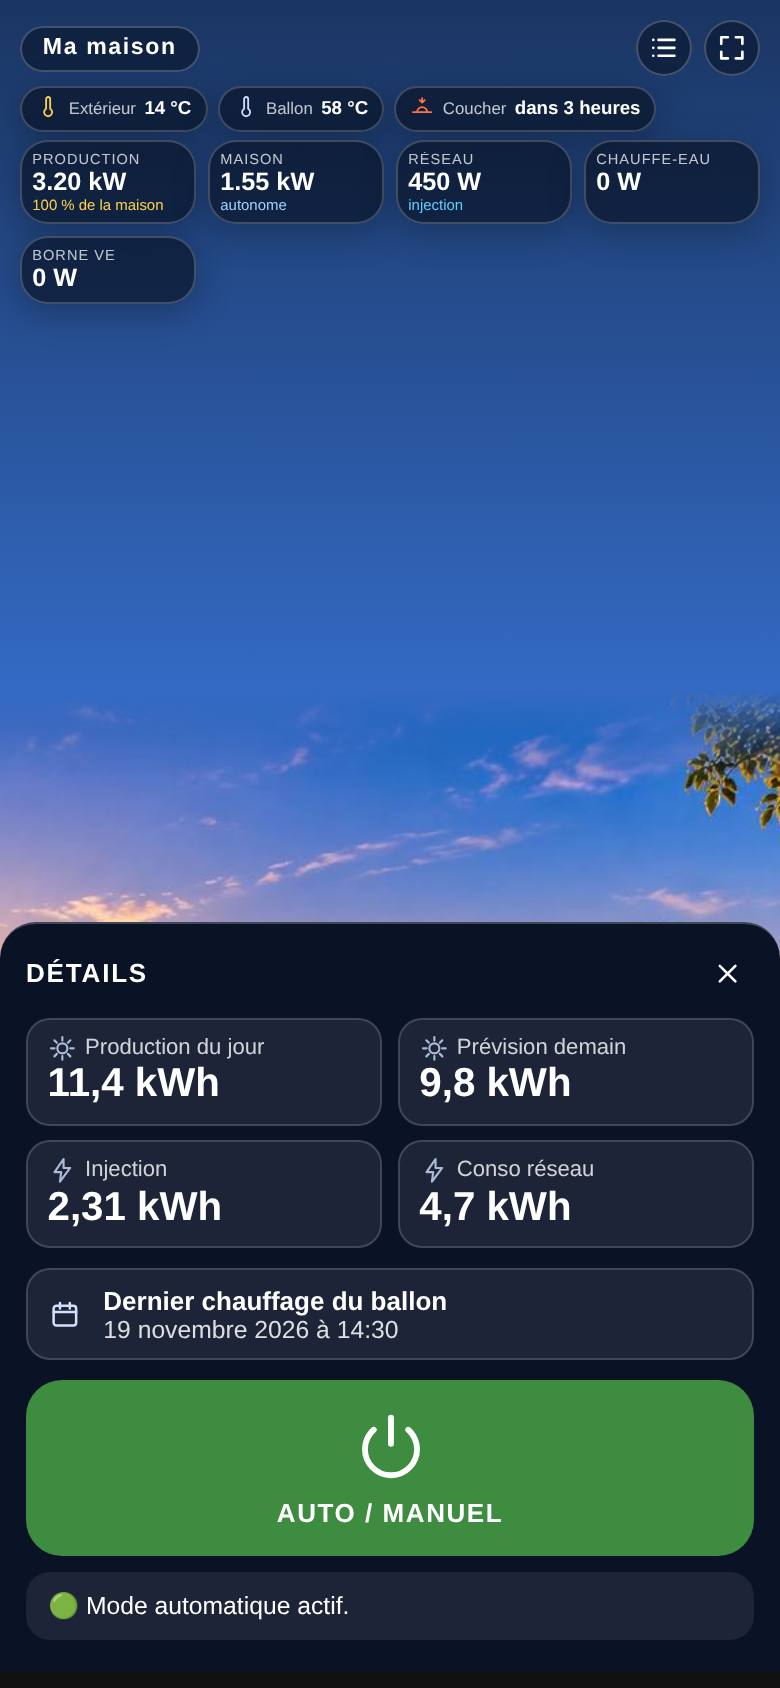 Ma maison
Extérieur 14 °C Ballon 58 °C Coucher dans 3 heures
PRODUCTION
3.20 kW
100 % de la maison
MAISON
1.55 kW
autonome
RÉSEAU
450 W
injection
CHAUFFE-EAU
0 W
BORNE VE
0 W
DÉTAILS
Production du jour
11,4 kWh
Prévision demain
9,8 kWh
Injection
2,31 kWh
Conso réseau
4,7 kWh
Dernier chauffage du ballon
19 novembre 2026 à 14:30
AUTO / MANUEL
Mode automatique actif.